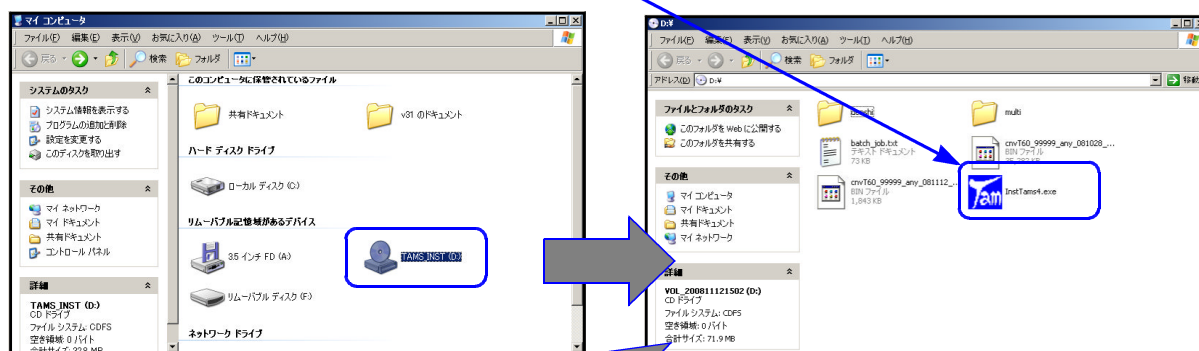 マイ コンピュータ
ファイル(F) 編集(E) 表示(V) お気に入り(A) ツール(T) ヘルプ(H)
戻る 検索 フォルダ
システムのタスク
システム情報を表示する
プログラムの追加と削除
設定を変更する
このディスクを取り出す
その他
マイ ネットワーク
マイ ドキュメント
共有ドキュメント
コントロール パネル
詳細
TAMS_INST (D:)
CD ドライブ
ファイル システム: CDFS
空き領域: 0 バイト
合計サイズ: 328 MB
このコンピュータに保管されているファイル
共有ドキュメント
v31 のドキュメント
ハード ディスク ドライブ
ローカル ディスク (C:)
リムーバブル記憶域があるデバイス
3.5 インチ FD (A:)
TAMS_INST (D:)
リムーバブル ディスク (F:)
ネットワーク ドライブ
D:¥
ファイル(F) 編集(E) 表示(V) お気に入り(A) ツール(T) ヘルプ(H)
戻る 検索 フォルダ
アドレス(D) D:¥
移動
ファイルとフォルダのタスク
このフォルダを Web に公開する
このフォルダを共有する
その他
マイ コンピュータ
マイ ドキュメント
共有ドキュメント
マイ ネットワーク
詳細
VOL_200811121502 (D:)
CD ドライブ
ファイル システム: CDFS
空き領域: 0 バイト
合計サイズ: 71.9 MB
multi
batch_job.txt
テキスト ドキュメント
73 KB
cnvT60_99999_any_081028_...
BIN ファイル
cnvT60_99999_any_081112_...
BIN ファイル
1,843 KB
Tam
InstTams4.exe